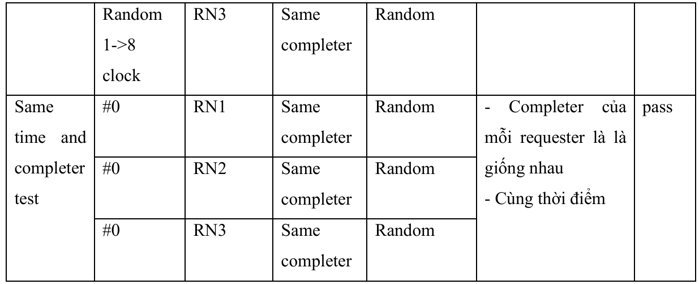 Random
1->8
clock
RN3
Same
completer
Random
Same
time and
completer
test
#0
RN1
Same
completer
Random
#0
RN2
Same
completer
Random
#0
RN3
Same
completer
Random
- Completer của
mỗi requester là là
giống nhau
- Cùng thời điểm
pass